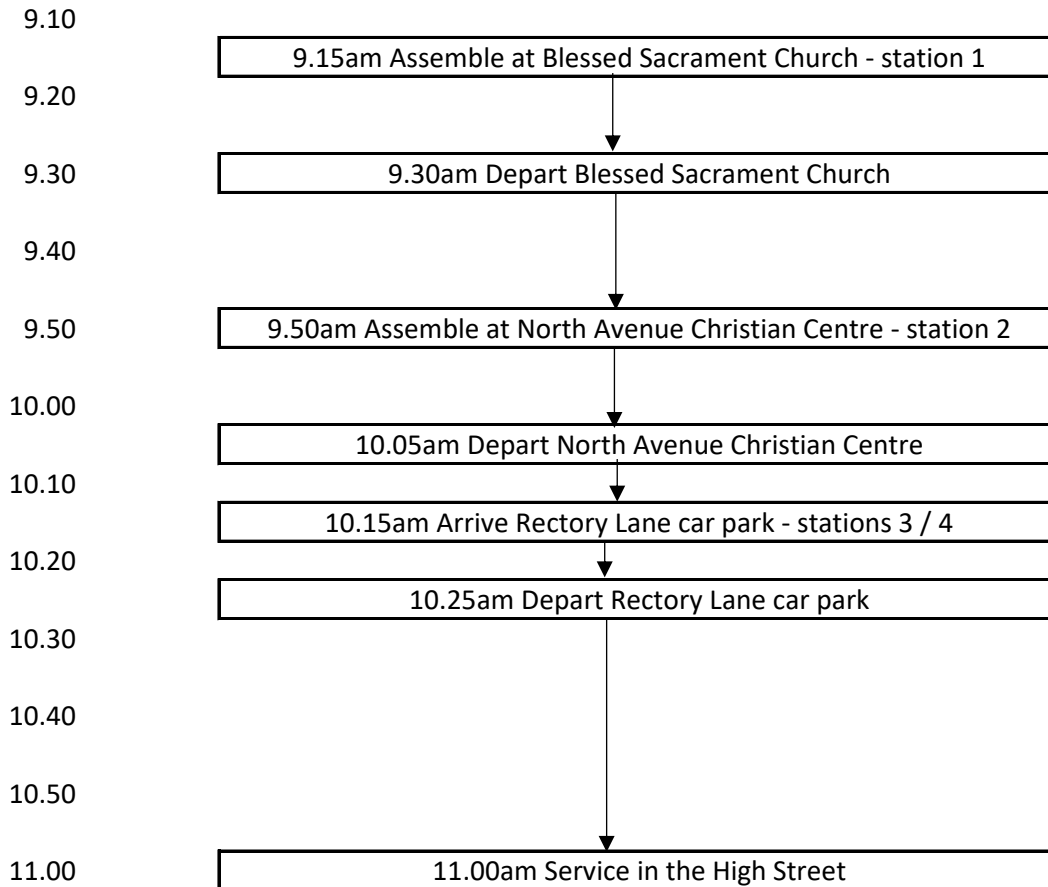 9.10
9.15am Assemble at Blessed Sacrament Church - station 1
9.20
9.30
9.30am Depart Blessed Sacrament Church
9.40
9.50
9.50am Assemble at North Avenue Christian Centre - station 2
10.00
10.05am Depart North Avenue Christian Centre
10.10
10.15am Arrive Rectory Lane car park - stations 3 / 4
10.20
10.25am Depart Rectory Lane car park
10.30
10.40
10.50
11.00
11.00am Service in the High Street